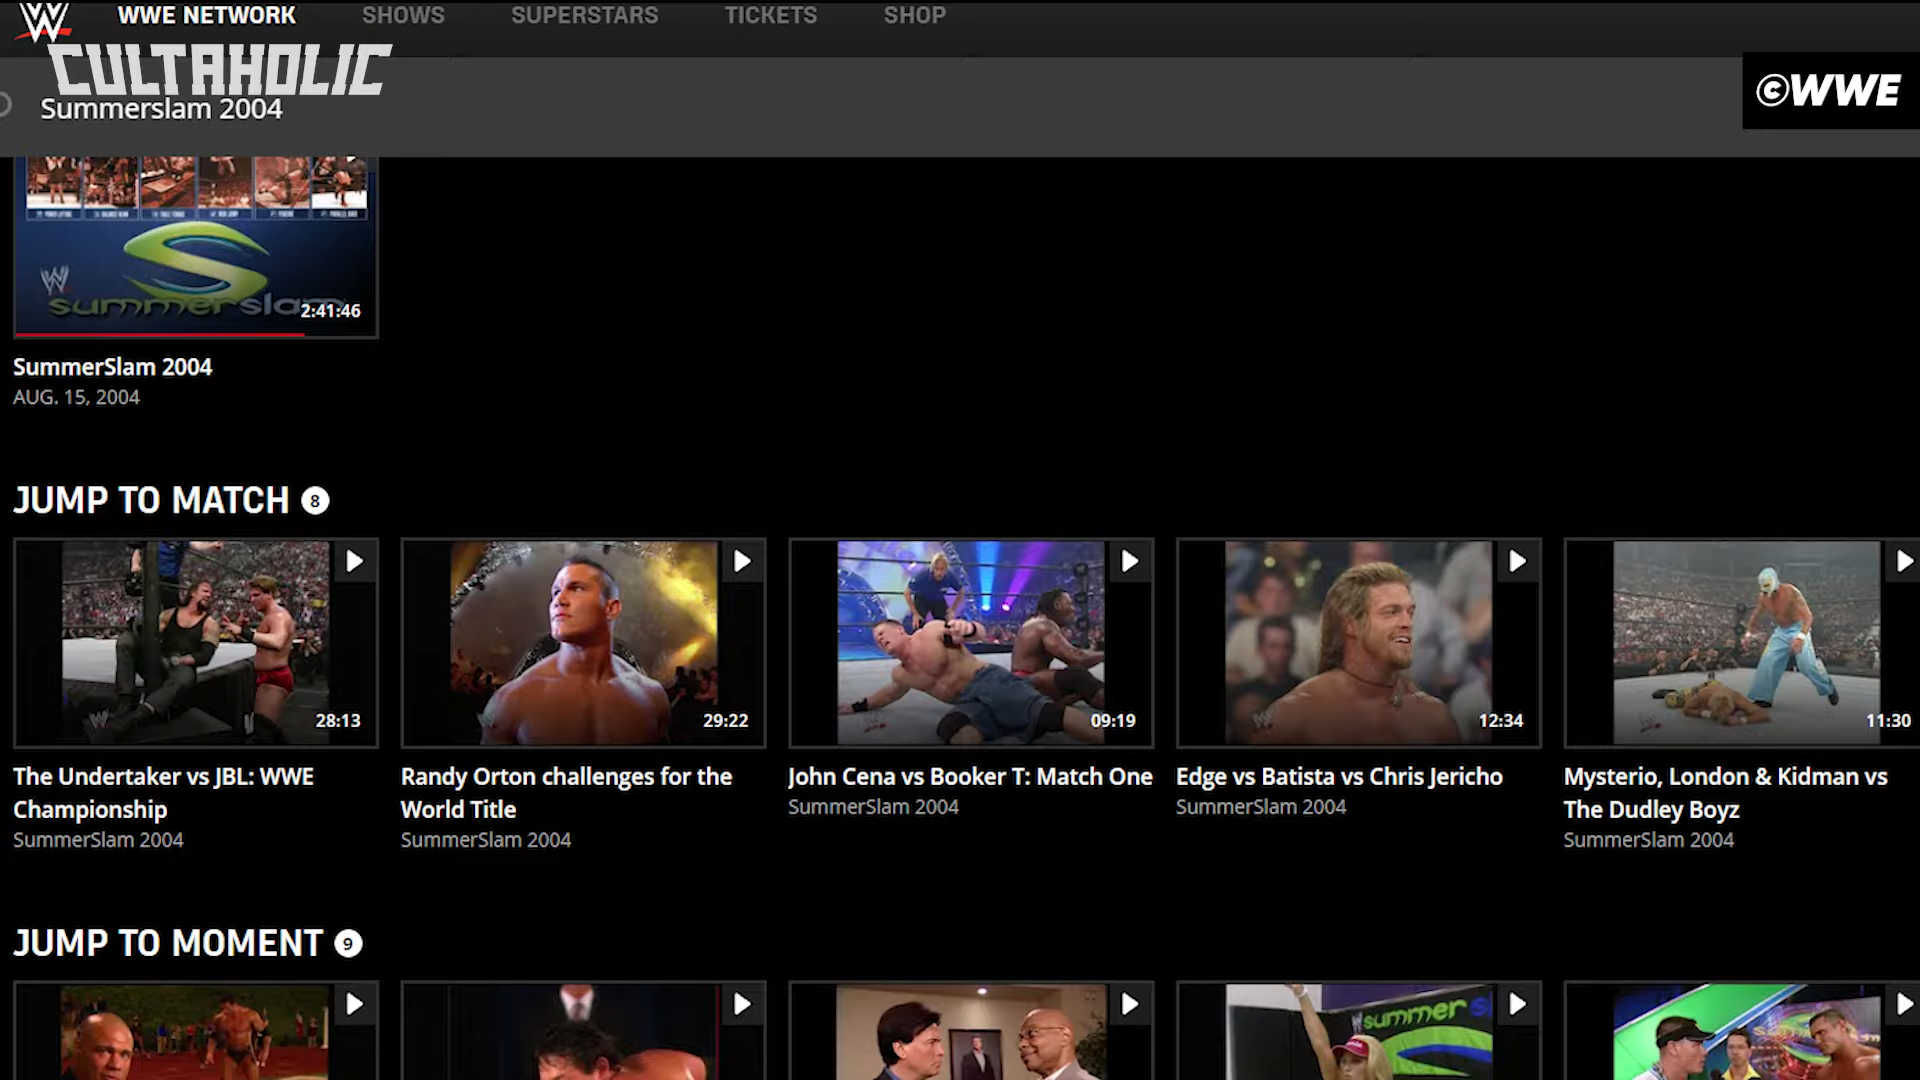 WWE NETWORK SHOWS SUPERSTARS TICKETS SHOP
CULTAHOLIC
Summerslam 2004
©WWE
summerslam
2:41:46
SummerSlam 2004
AUG. 15, 2004
JUMP TO MATCH 8
28:13
29:22
09:19
12:34
11:30
The Undertaker vs JBL: WWE
Championship
SummerSlam 2004
Randy Orton challenges for the
World Title
SummerSlam 2004
John Cena vs Booker T: Match One
SummerSlam 2004
Edge vs Batista vs Chris Jericho
SummerSlam 2004
Mysterio, London & Kidman vs
The Dudley Boyz
SummerSlam 2004
JUMP TO MOMENT 9
summer